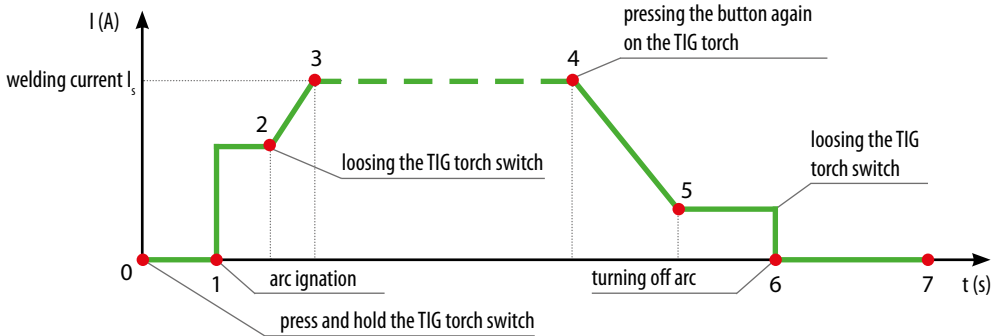 I (A)
pressing the button again
on the TIG torch
3
4
welding current Is
2
loosing the TIG torch switch
loosing the TIG
torch switch
5
0
1
arc ignation
turning off arc
6
7
t (s)
press and hold the TIG torch switch